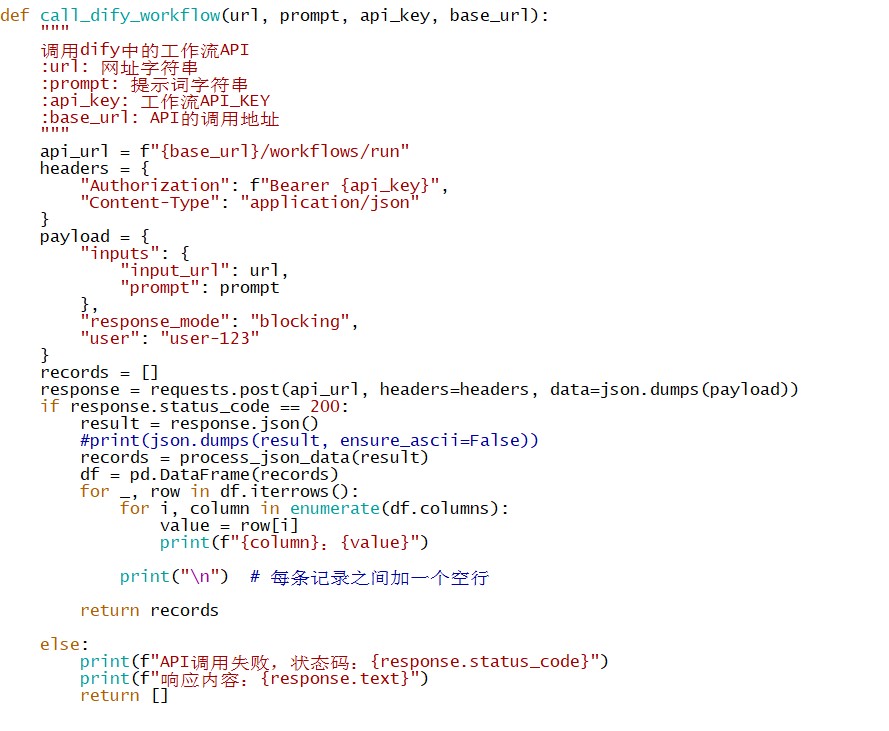 def call_dify_workflow(url, prompt, api_key, base_url):
    """
    调用dify中的工作流API
    :url: 网址字符串
    :prompt: 提示词字符串
    :api_key: 工作流API_KEY
    :base_url: API的调用地址
    """
    api_url = f"{base_url}/workflows/run"
    headers = {
        "Authorization": f"Bearer {api_key}",
        "Content-Type": "application/json"
    }
    payload = {
        "inputs": {
            "input_url": url,
            "prompt": prompt
        },
        "response_mode": "blocking",
        "user": "user-123"
    }
    records = []
    response = requests.post(api_url, headers=headers, data=json.dumps(payload))
    if response.status_code == 200:
        result = response.json()
        #print(json.dumps(result, ensure_ascii=False))
        records = process_json_data(result)
        df = pd.DataFrame(records)
        for _, row in df.iterrows():
            for i, column in enumerate(df.columns):
                value = row[i]
                print(f"{column}：{value}")
            print("\n")  # 每条记录之间加一个空行
        return records
    else:
        print(f"API调用失败，状态码：{response.status_code}")
        print(f"响应内容：{response.text}")
        return []